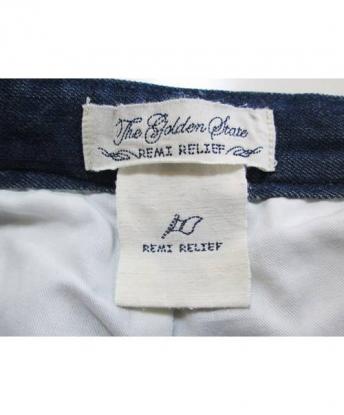 The Golden State
REMI RELIEF
REMI RELIEF